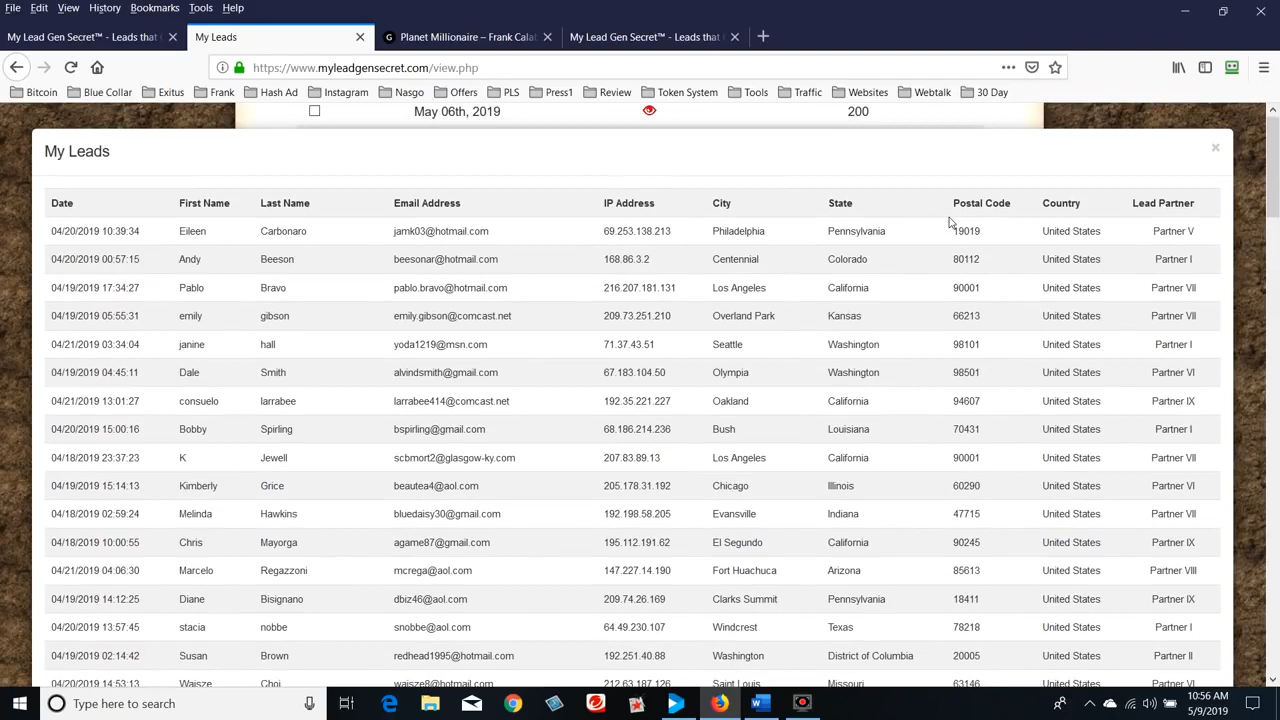 File Edit View History Bookmarks Tools Help
My Lead Gen Secret™ - Leads that
My Leads
Planet Millionaire – Frank Calab
My Lead Gen Secret™ - Leads that
https://www.myleadgensecret.com/view.php
Bitcoin Blue Collar Exitus Frank Hash Ad Instagram Nasgo Offers PLS Press1 Review Token System Tools Traffic Websites Webtalk 30 Day
May 06th, 2019 200
My Leads
Date First Name Last Name Email Address IP Address City State Postal Code Country Lead Partner
04/20/2019 10:39:34 Eileen Carbonaro jamk03@hotmail.com 69.253.138.213 Philadelphia Pennsylvania 19019 United States Partner V
04/20/2019 00:57:15 Andy Beeson beesonar@hotmail.com 168.86.3.2 Centennial Colorado 80112 United States Partner I
04/19/2019 17:34:27 Pablo Bravo pablo.bravo@hotmail.com 216.207.181.131 Los Angeles California 90001 United States Partner VII
04/19/2019 05:55:31 emily gibson emily.gibson@comcast.net 209.73.251.210 Overland Park Kansas 66213 United States Partner VII
04/21/2019 03:34:04 janine hall yoda1219@msn.com 71.37.43.51 Seattle Washington 98101 United States Partner I
04/19/2019 04:45:11 Dale Smith alvindsmith@gmail.com 67.183.104.50 Olympia Washington 98501 United States Partner VI
04/21/2019 13:01:27 consuelo larrabee larrabee414@comcast.net 192.35.221.227 Oakland California 94607 United States Partner IX
04/20/2019 15:00:16 Bobby Spirling bspirling@gmail.com 68.186.214.236 Bush Louisiana 70431 United States Partner I
04/18/2019 23:37:23 K Jewell scbmort2@glasgow-ky.com 207.83.89.13 Los Angeles California 90001 United States Partner VII
04/19/2019 15:14:13 Kimberly Grice beautea4@aol.com 205.178.31.192 Chicago Illinois 60290 United States Partner VI
04/18/2019 02:59:24 Melinda Hawkins bluedaisy30@gmail.com 192.198.58.205 Evansville Indiana 47715 United States Partner VII
04/18/2019 10:00:55 Chris Mayorga agame87@gmail.com 195.112.191.62 El Segundo California 90245 United States Partner IX
04/21/2019 04:06:30 Marcelo Regazzoni mcrega@aol.com 147.227.14.190 Fort Huachuca Arizona 85613 United States Partner VIII
04/19/2019 14:12:25 Diane Bisignano dbiz46@aol.com 209.74.26.169 Clarks Summit Pennsylvania 18411 United States Partner IX
04/20/2019 13:57:45 stacia nobbe snobbe@aol.com 64.49.230.107 Windcrest Texas 78218 United States Partner I
04/19/2019 02:14:42 Susan Brown redhead1995@hotmail.com 192.251.40.88 Washington District of Columbia 20005 United States Partner II
04/20/2019 14:53:13 Waisze Choi waisze8@hotmail.com 212.63.187.126 Saint Louis Missouri 63146 United States Partner VI
Type here to search
10:56 AM
5/9/2019